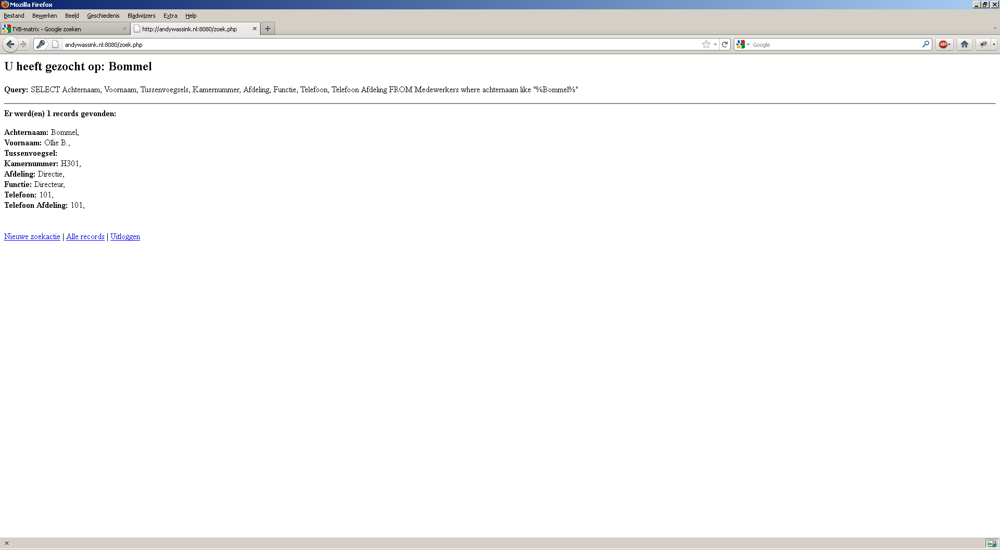 Mozilla Firefox
Bestand Bewerken Beeld Geschiedenis Bladwijzers Extra Help
TVB-matrix - Google zoeken http://andywassink.nl:8080/zoek.php
andywassink.nl:8080/zoek.php Google ABP
U heeft gezocht op: Bommel
Query: SELECT Achternaam, Voornaam, Tussenvoegsels, Kamernummer, Afdeling, Functie, Telefoon, Telefoon Afdeling FROM Medewerkers where achternaam like "%Bommel%"
Er werd(en) 1 records gevonden:
Achternaam: Bommel,
Voornaam: Ollie B.,
Tussenvoegsel:
Kamernummer: H301,
Afdeling: Directie,
Functie: Directeur,
Telefoon: 101,
Telefoon Afdeling: 101,
Nieuwe zoekactie | Alle records | Uitloggen